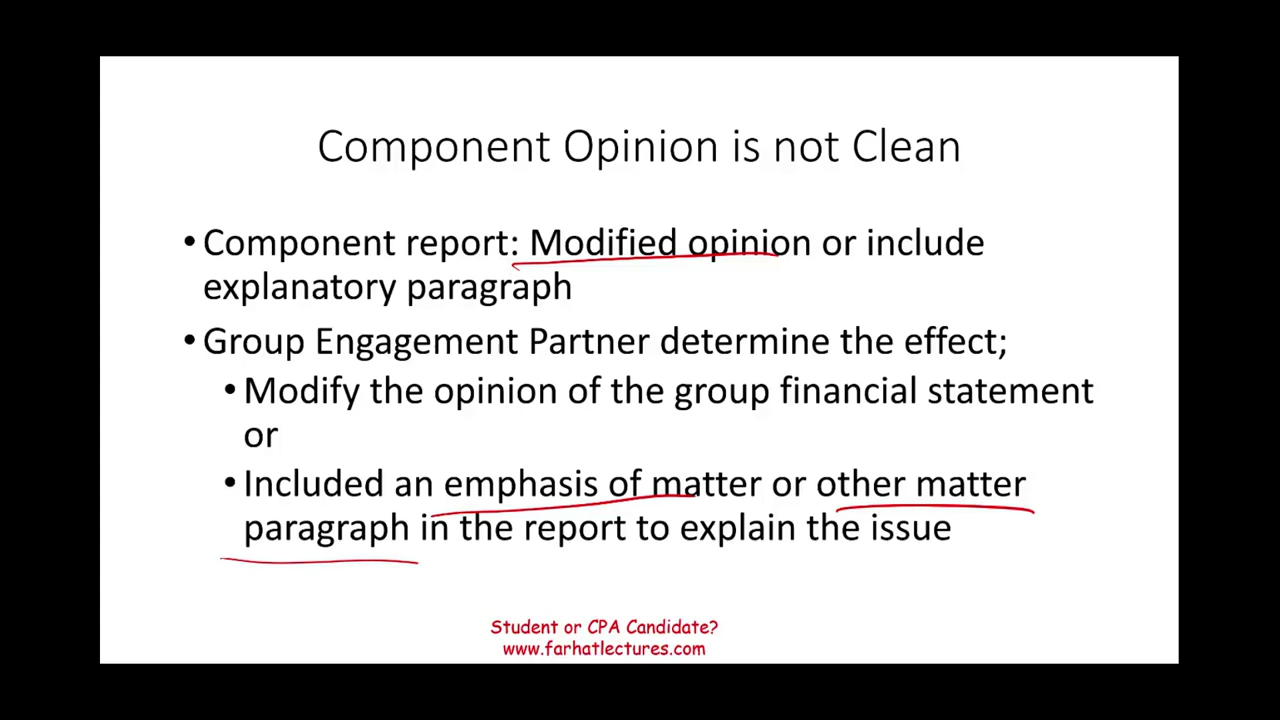 Component Opinion is not Clean
• Component report: Modified opinion or include
explanatory paragraph
• Group Engagement Partner determine the effect;
• Modify the opinion of the group financial statement
or
• Included an emphasis of matter or other matter
paragraph in the report to explain the issue
Student or CPA Candidate?
www.farhatlectures.com